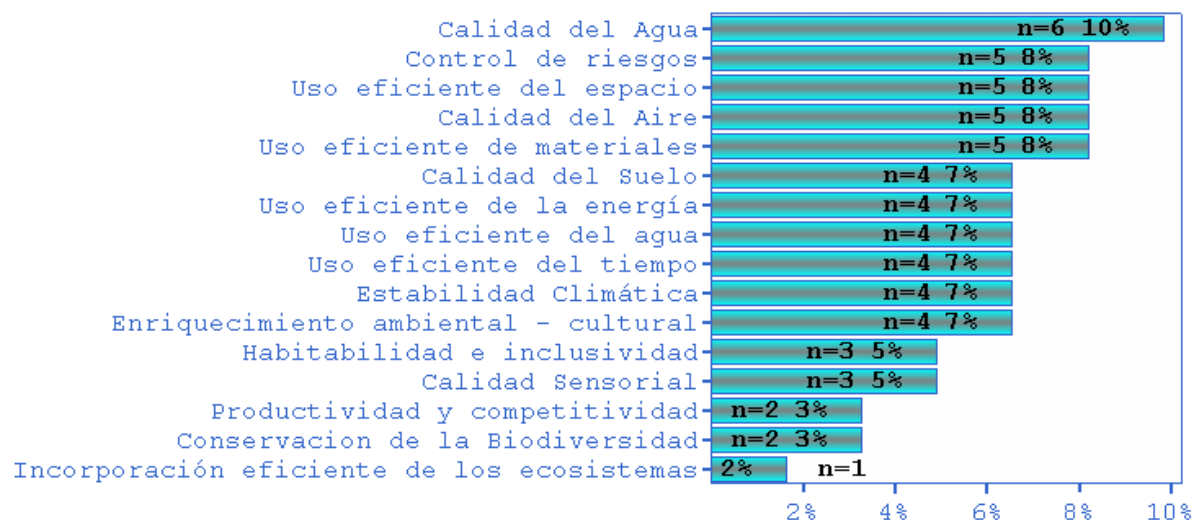 Calidad del Agua n=6 10%
Control de riesgos n=5 8%
Uso eficiente del espacio n=5 8%
Calidad del Aire n=5 8%
Uso eficiente de materiales n=5 8%
Calidad del Suelo n=4 7%
Uso eficiente de la energía n=4 7%
Uso eficiente del agua n=4 7%
Uso eficiente del tiempo n=4 7%
Estabilidad Climática n=4 7%
Enriquecimiento ambiental - cultural n=4 7%
Habitabilidad e inclusividad n=3 5%
Calidad Sensorial n=3 5%
Productividad y competitividad n=2 3%
Conservacion de la Biodiversidad n=2 3%
Incorporación eficiente de los ecosistemas 2% n=1
2% 4% 6% 8% 10%